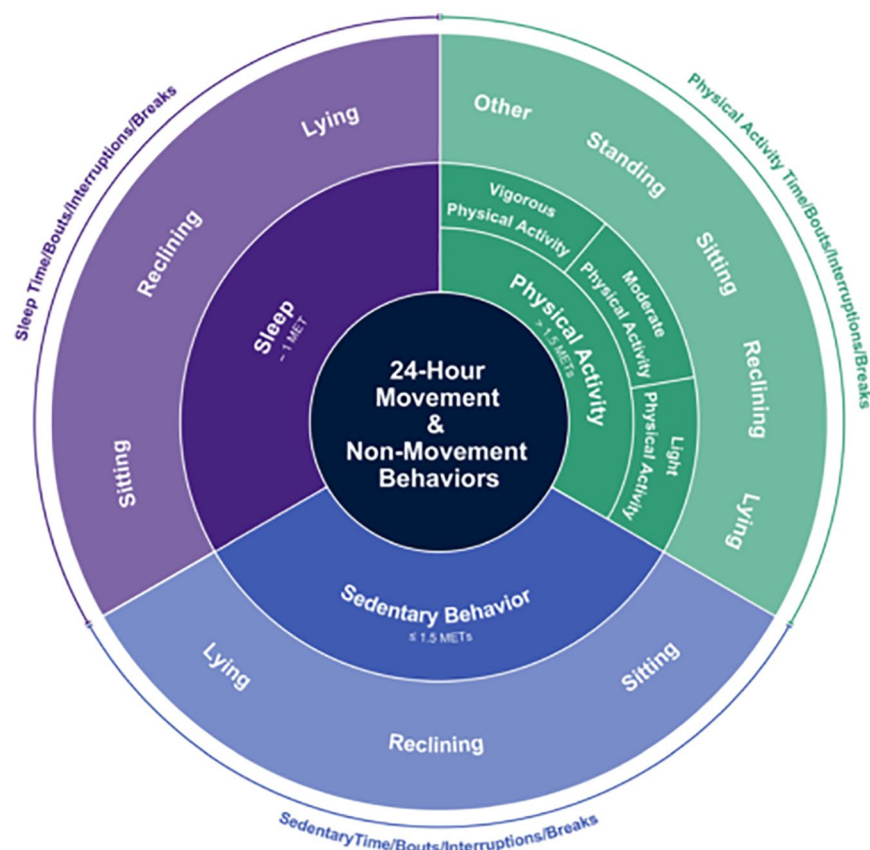 24-Hour
Movement
&
Non-Movement
Behaviors
Sleep
~ 1 MET
Lying
Reclining
Sitting
Sleep Time/Bouts/Interruptions/Breaks
Physical Activity
> 1.5 METs
Vigorous
Physical Activity
Moderate
Physical Activity
Light
Physical Activity
Other
Standing
Sitting
Reclining
Lying
Physical Activity Time/Bouts/Interruptions/Breaks
Sedentary Behavior
≤ 1.5 METs
Lying
Reclining
Sitting
SedentaryTime/Bouts/Interruptions/Breaks